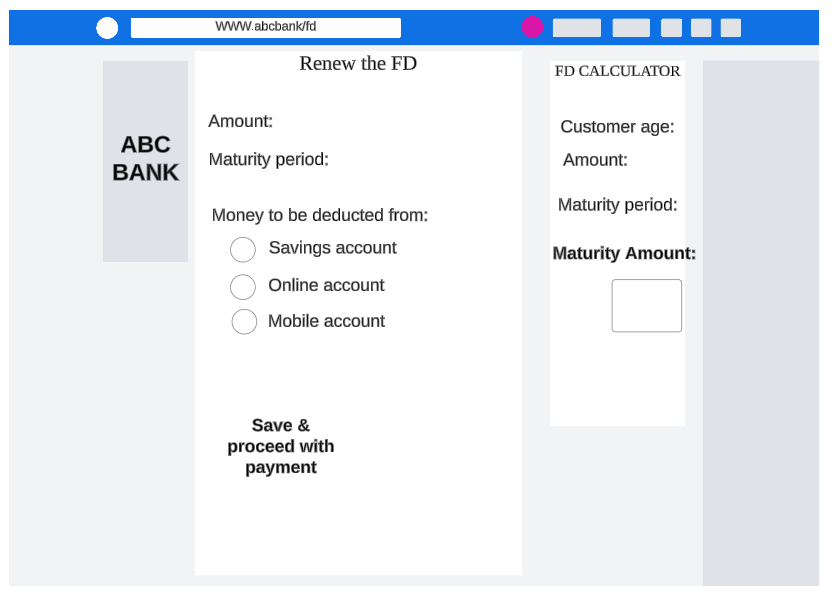 WWW.abcbank/fd
ABC
BANK
Renew the FD
Amount:
Maturity period:
Money to be deducted from:
Savings account
Online account
Mobile account
Save &
proceed with
payment
FD CALCULATOR
Customer age:
Amount:
Maturity period:
Maturity Amount: